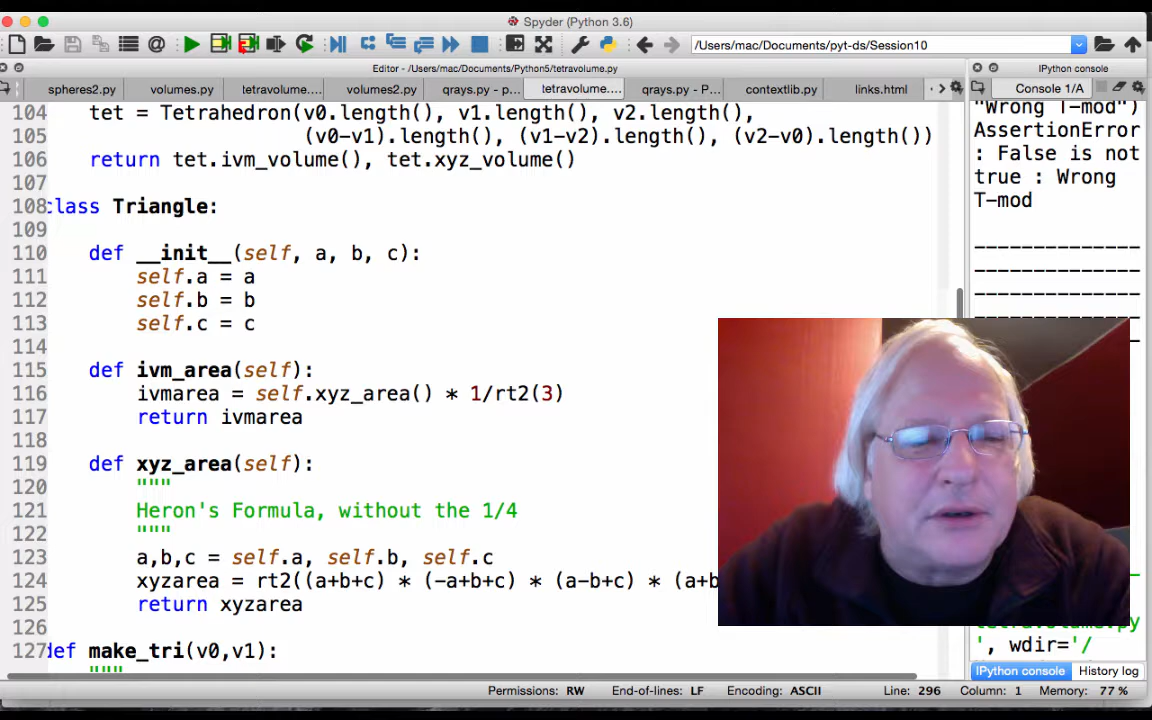 Spyder (Python 3.6)
/Users/mac/Documents/pyt-ds/Session10
Editor - /Users/mac/Documents/Python5/tetravolume.py
IPython console
spheres2.py volumes.py tetravolume.... volumes2.py qrays.py - p... tetravolume.... qrays.py - P... contextlib.py links.html
Console 1/A
104 tet = Tetrahedron(v0.length(), v1.length(), v2.length(),
105 (v0-v1).length(), (v1-v2).length(), (v2-v0).length())
106 return tet.ivm_volume(), tet.xyz_volume()
107
108 class Triangle:
109
110 def __init__(self, a, b, c):
111 self.a = a
112 self.b = b
113 self.c = c
114
115 def ivm_area(self):
116 ivmarea = self.xyz_area() * 1/rt2(3)
117 return ivmarea
118
119 def xyz_area(self):
120 """
121 Heron's Formula, without the 1/4
122 """
123 a,b,c = self.a, self.b, self.c
124 xyzarea = rt2((a+b+c) * (-a+b+c) * (a-b+c) * (a+b
125 return xyzarea
126
127 def make_tri(v0,v1):
"""
"Wrong T-mod")
AssertionError
: False is not
true : Wrong
T-mod
--------------
--------------
--------------
--------------
tetravolume.py
', wdir='/
IPython console History log
Permissions: RW End-of-lines: LF Encoding: ASCII Line: 296 Column: 1 Memory: 77 %